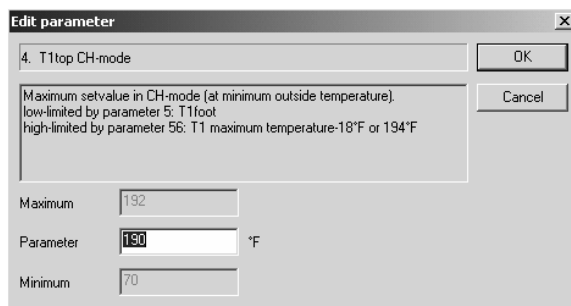 Edit parameter
4. T1top CH-mode
OK
Maximum setvalue in CH-mode (at minimum outside temperature).
low-limited by parameter 5: T1foot
high-limited by parameter 56: T1 maximum temperature-18°F or 194°F
Cancel
Maximum 192
Parameter 190 °F
Minimum 70